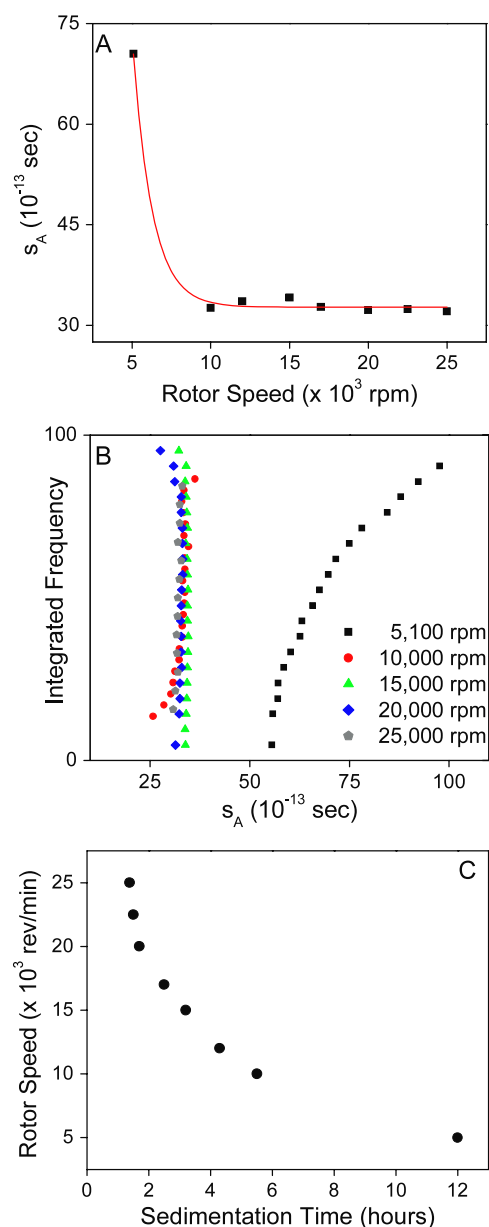 A
75
60
45
30
s_A (10^-13 sec)
5 10 15 20 25
Rotor Speed (x 10^3 rpm)
B
100
0
Integrated Frequency
5,100 rpm
10,000 rpm
15,000 rpm
20,000 rpm
25,000 rpm
25 50 75 100
s_A (10^-13 sec)
C
25
20
15
10
5
Rotor Speed (x 10^3 rev/min)
0 2 4 6 8 10 12
Sedimentation Time (hours)